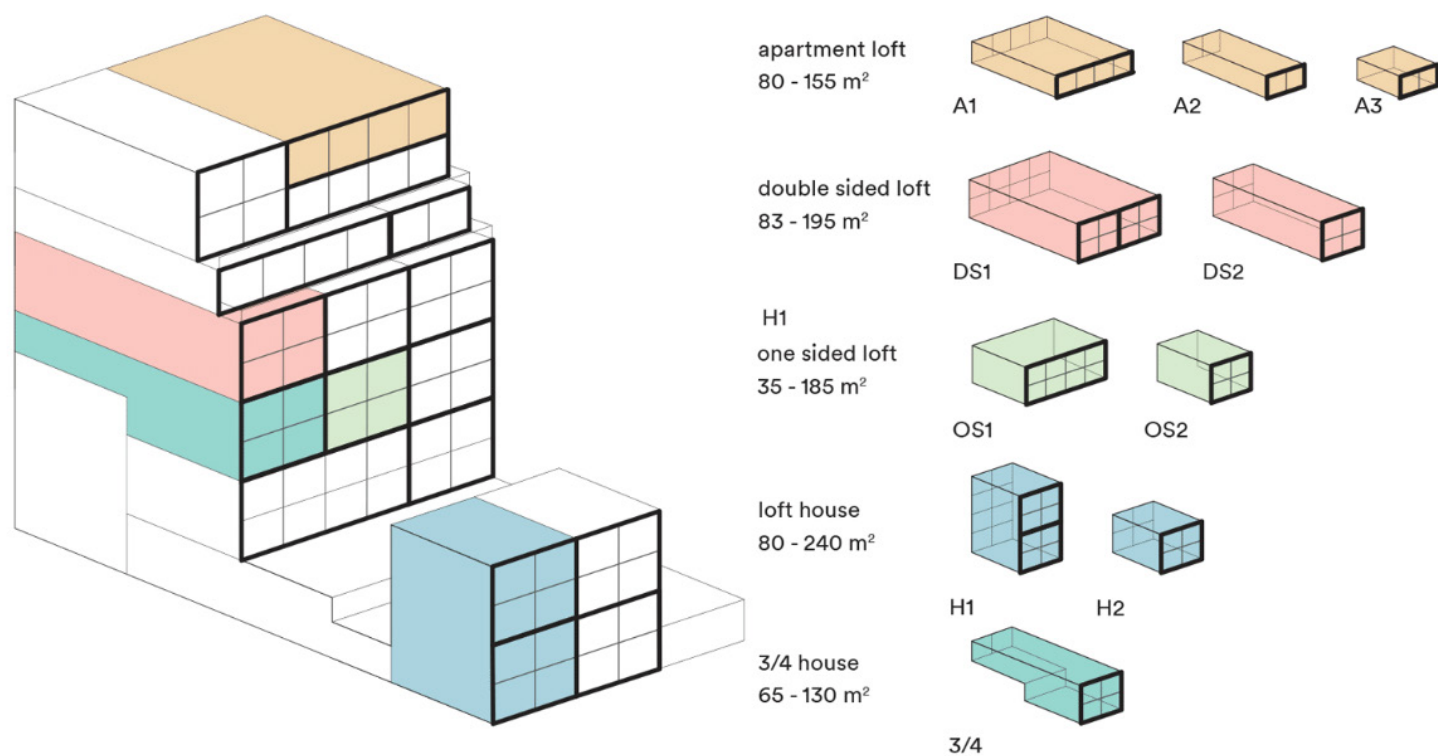 apartment loft
80 - 155 m²
A1
A2
A3
double sided loft
83 - 195 m²
DS1
DS2
H1
one sided loft
35 - 185 m²
OS1
OS2
loft house
80 - 240 m²
H1
H2
3/4 house
65 - 130 m²
3/4